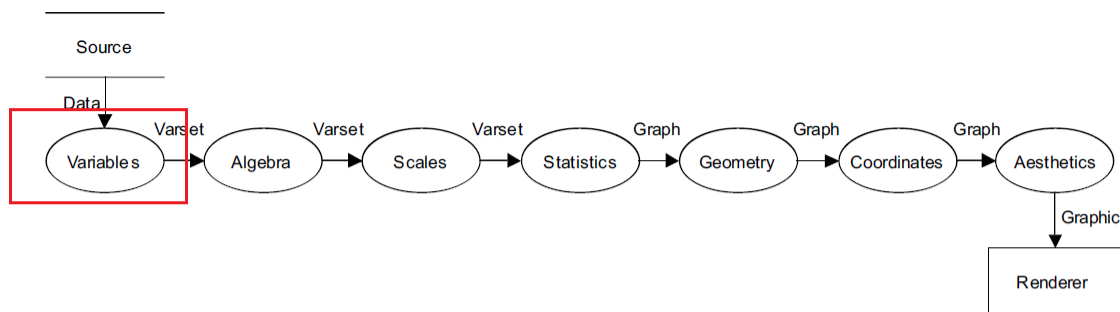 Source
Data
Varset
Varset
Varset
Graph
Graph
Graph
Variables
Algebra
Scales
Statistics
Geometry
Coordinates
Aesthetics
Graphic
Renderer